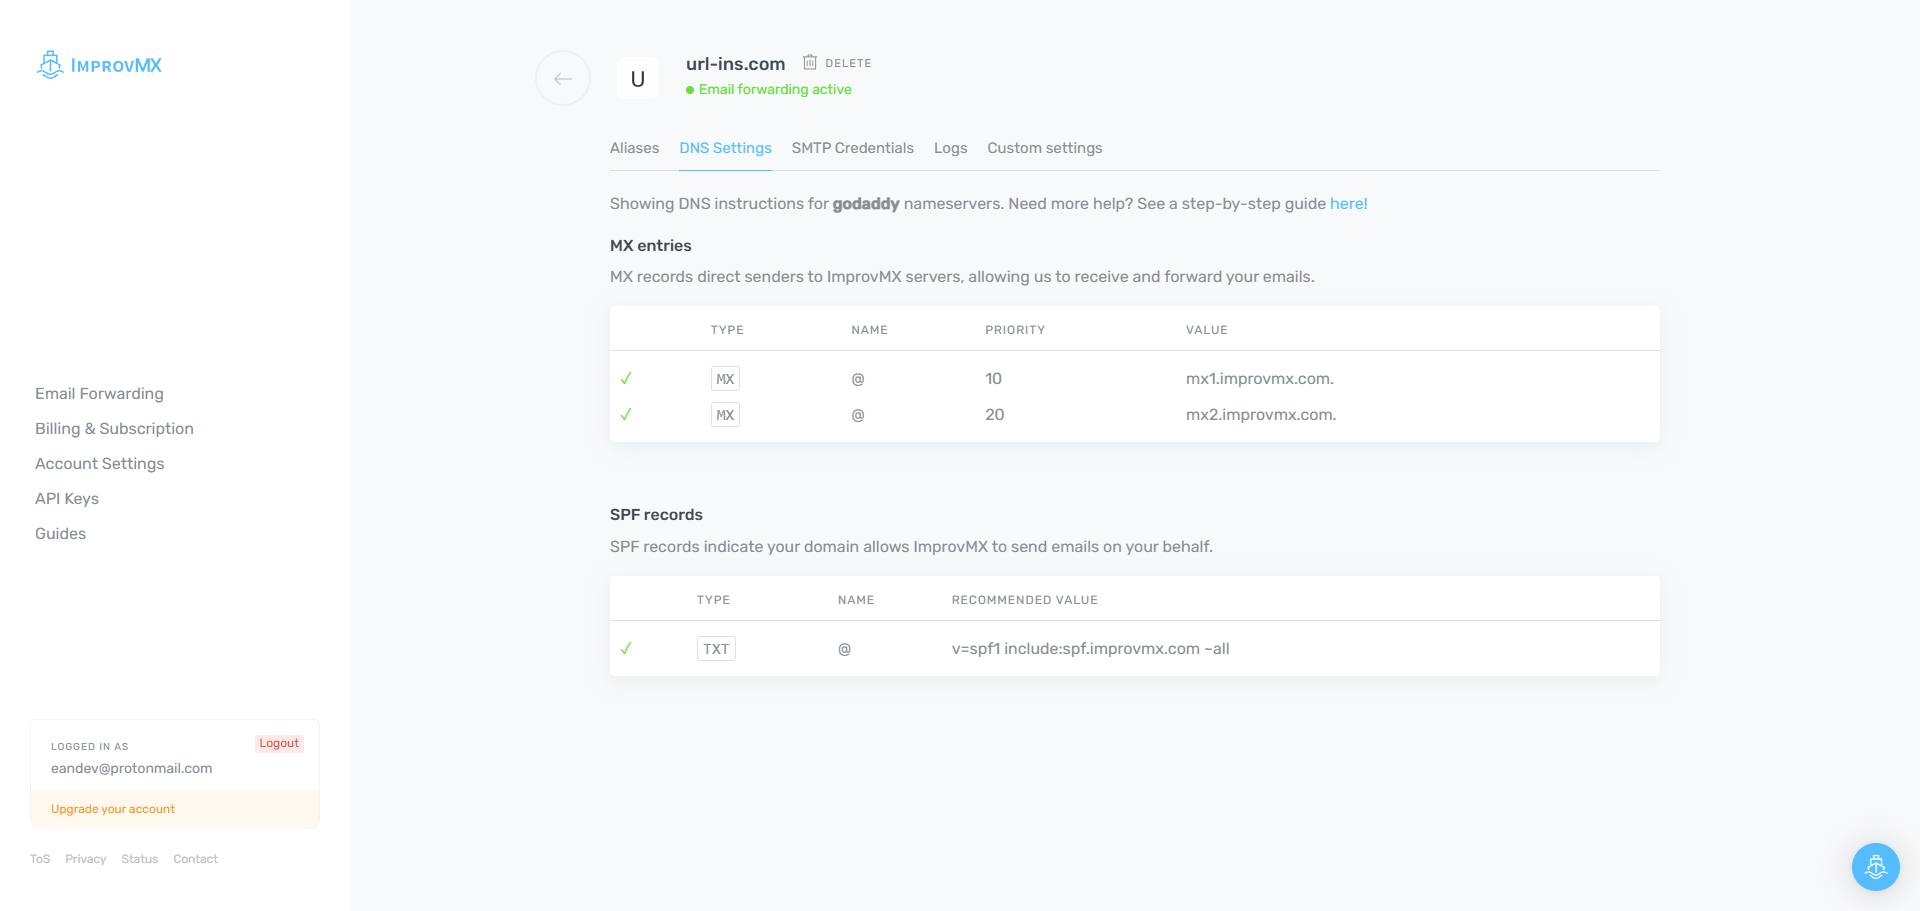 IMPROVMX
Email Forwarding
Billing & Subscription
Account Settings
API Keys
Guides
LOGGED IN AS
Logout
eandev@protonmail.com
Upgrade your account
ToS Privacy Status Contact
U
url-ins.com DELETE
Email forwarding active
Aliases DNS Settings SMTP Credentials Logs Custom settings
Showing DNS instructions for godaddy nameservers. Need more help? See a step-by-step guide here!
MX entries
MX records direct senders to ImprovMX servers, allowing us to receive and forward your emails.
TYPE NAME PRIORITY VALUE
MX @ 10 mx1.improvmx.com.
MX @ 20 mx2.improvmx.com.
SPF records
SPF records indicate your domain allows ImprovMX to send emails on your behalf.
TYPE NAME RECOMMENDED VALUE
TXT @ v=spf1 include:spf.improvmx.com ~all